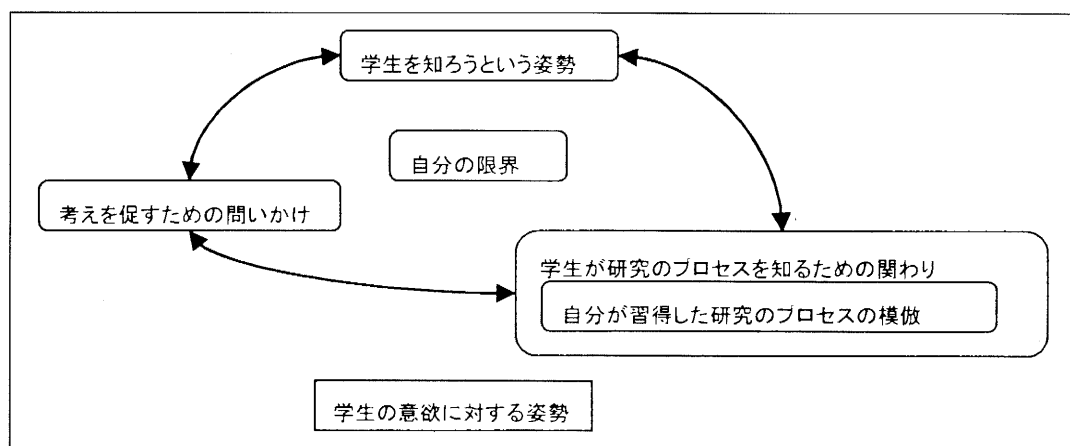 学生を知ろうという姿勢
自分の限界
考えを促すための問いかけ
学生が研究のプロセスを知るための関わり
自分が習得した研究のプロセスの模倣
学生の意欲に対する姿勢